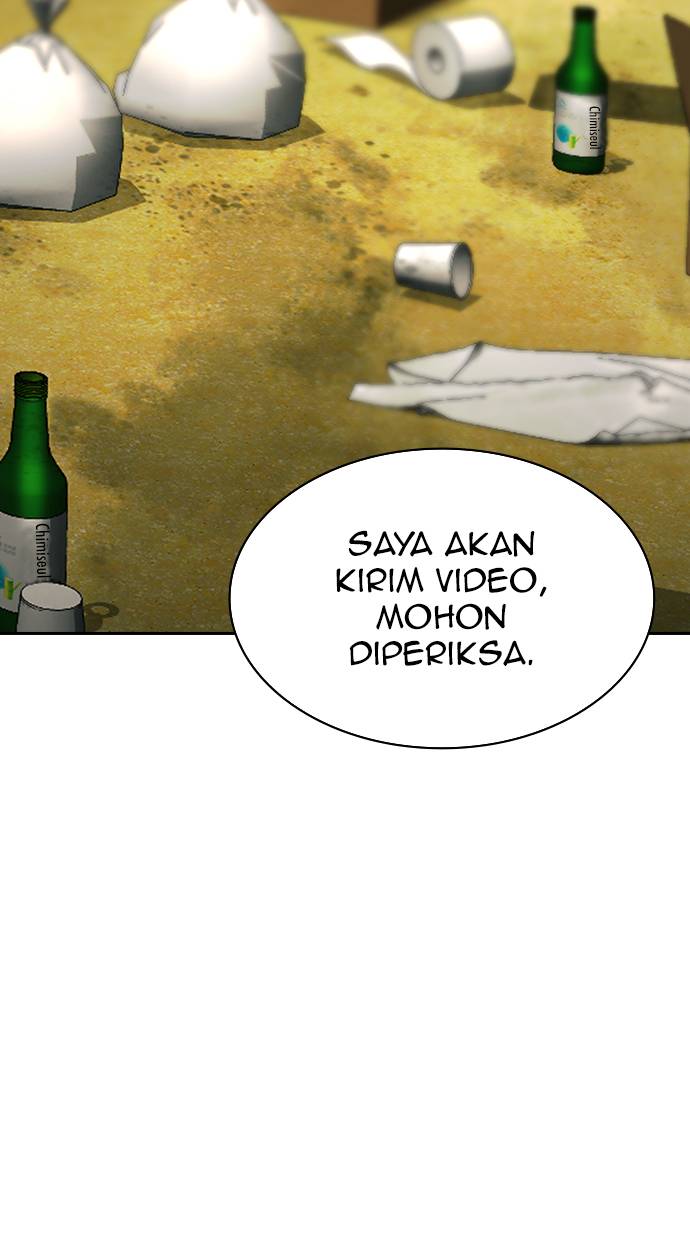 Chimiseul
Chimiseul
SAYA AKAN
KIRIM VIDEO,
MOHON
DIPERIKSA.